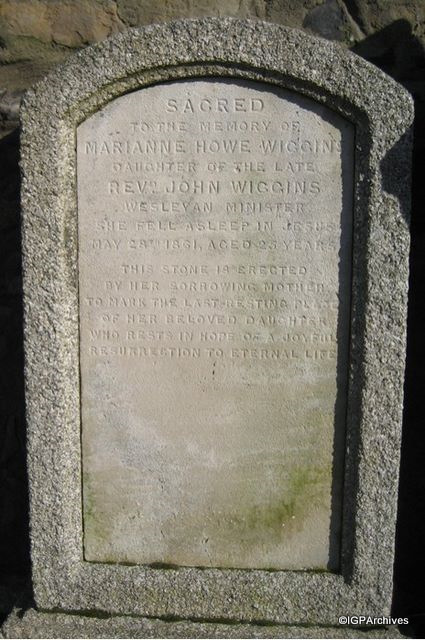 SACRED
TO THE MEMORY OF
MARIANNE HOWE WIGGINS
DAUGHTER OF THE LATE
REVD. JOHN WIGGINS
WESLEYAN MINISTER
SHE FELL ASLEEP IN JESUS
MAY 28TH 1861, AGED 23 YEARS
THIS STONE IS ERECTED
BY HER SORROWING MOTHER
TO MARK THE LAST RESTING PLACE
OF HER BELOVED DAUGHTER
WHO RESTS IN HOPE OF A JOYFUL
RESURRECTION TO ETERNAL LIFE
©IGPArchives